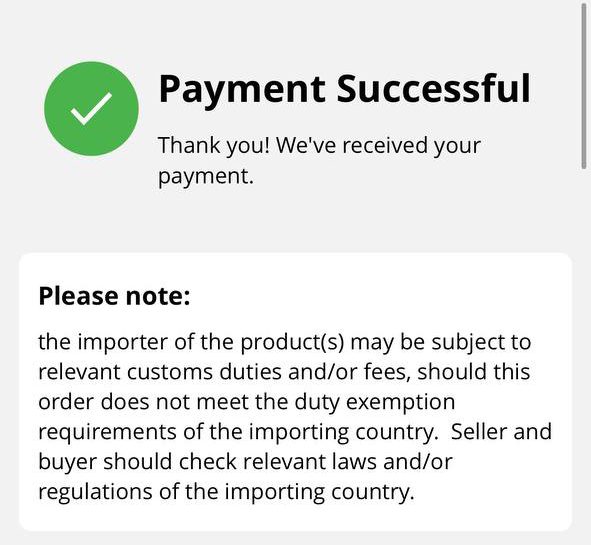 Payment Successful
Thank you! We've received your
payment.
Please note:
the importer of the product(s) may be subject to
relevant customs duties and/or fees, should this
order does not meet the duty exemption
requirements of the importing country.  Seller and
buyer should check relevant laws and/or
regulations of the importing country.